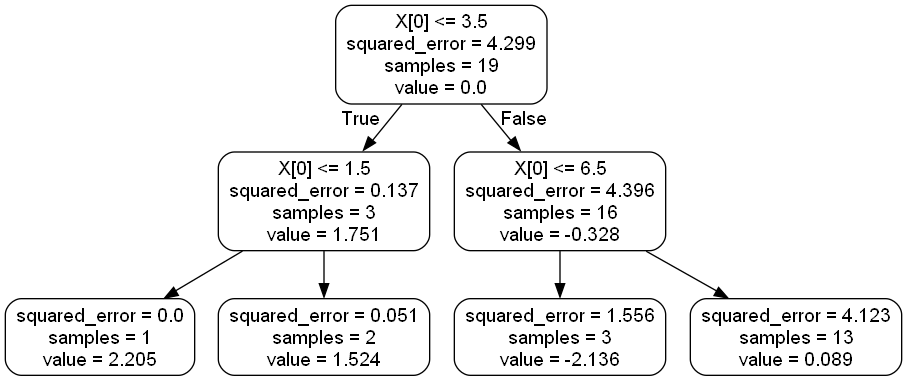 X[0] <= 3.5
squared_error = 4.299
samples = 19
value = 0.0
True
False
X[0] <= 1.5
squared_error = 0.137
samples = 3
value = 1.751
X[0] <= 6.5
squared_error = 4.396
samples = 16
value = -0.328
squared_error = 0.0
samples = 1
value = 2.205
squared_error = 0.051
samples = 2
value = 1.524
squared_error = 1.556
samples = 3
value = -2.136
squared_error = 4.123
samples = 13
value = 0.089